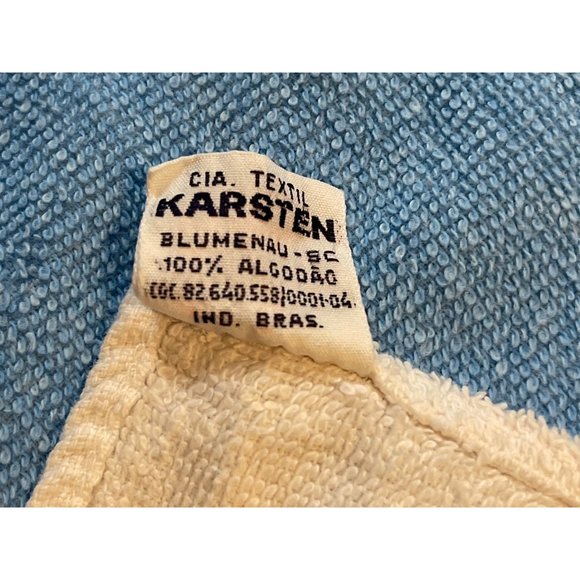 CIA. TEXTIL
KARSTEN
BLUMENAU-SC
100% ALGODÃO
CGC.82.640.558/0001-04
IND. BRAS.